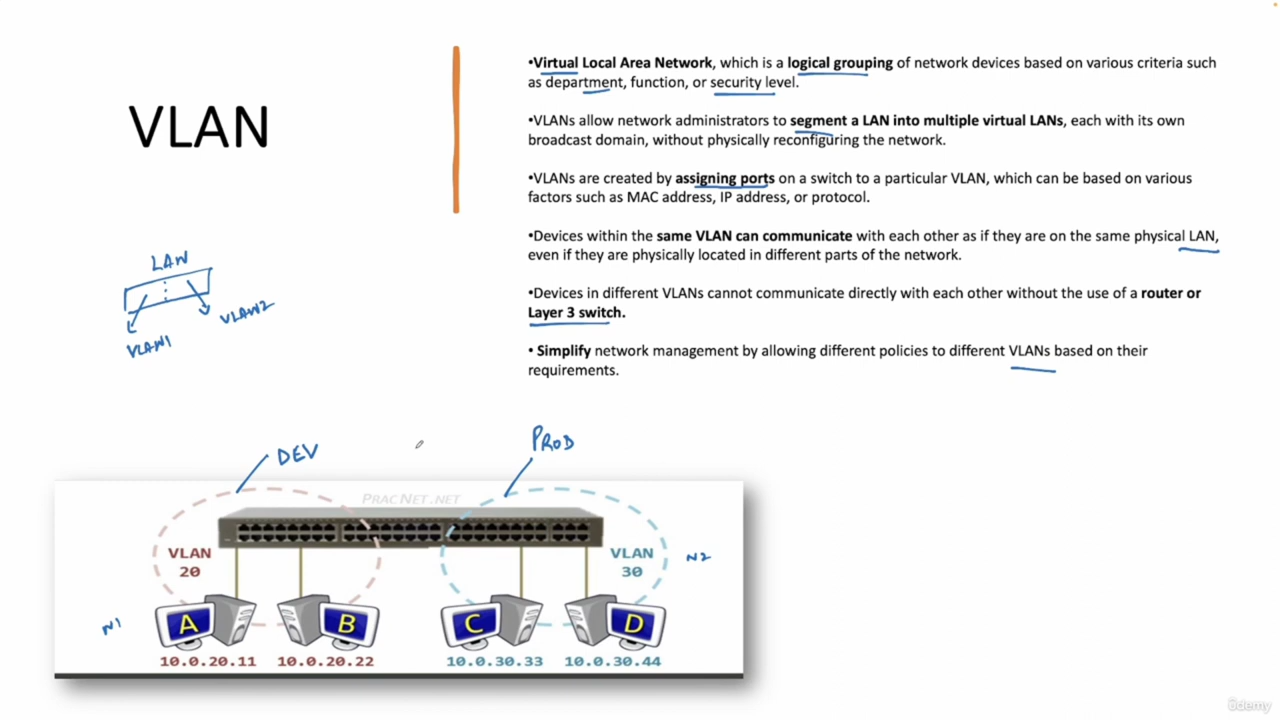 VLAN
•Virtual Local Area Network, which is a logical grouping of network devices based on various criteria such
as department, function, or security level.
VLANs allow network administrators to segment a LAN into multiple virtual LANs, each with its own
broadcast domain, without physically reconfiguring the network.
•VLANs are created by assigning ports on a switch to a particular VLAN, which can be based on various
factors such as MAC address, IP address, or protocol.
•Devices within the same VLAN can communicate with each other as if they are on the same physical LAN,
even if they are physically located in different parts of the network.
•Devices in different VLANs cannot communicate directly with each other without the use of a router or
Layer 3 switch.
• Simplify network management by allowing different policies to different VLANs based on their
requirements.
LAN
VLAN1
VLAN2
DEV
PROD
PRACNET.NET
VLAN
20
VLAN
30
N1
N2
A
B
C
D
10.0.20.11
10.0.20.22
10.0.30.33
10.0.30.44
ûdemy